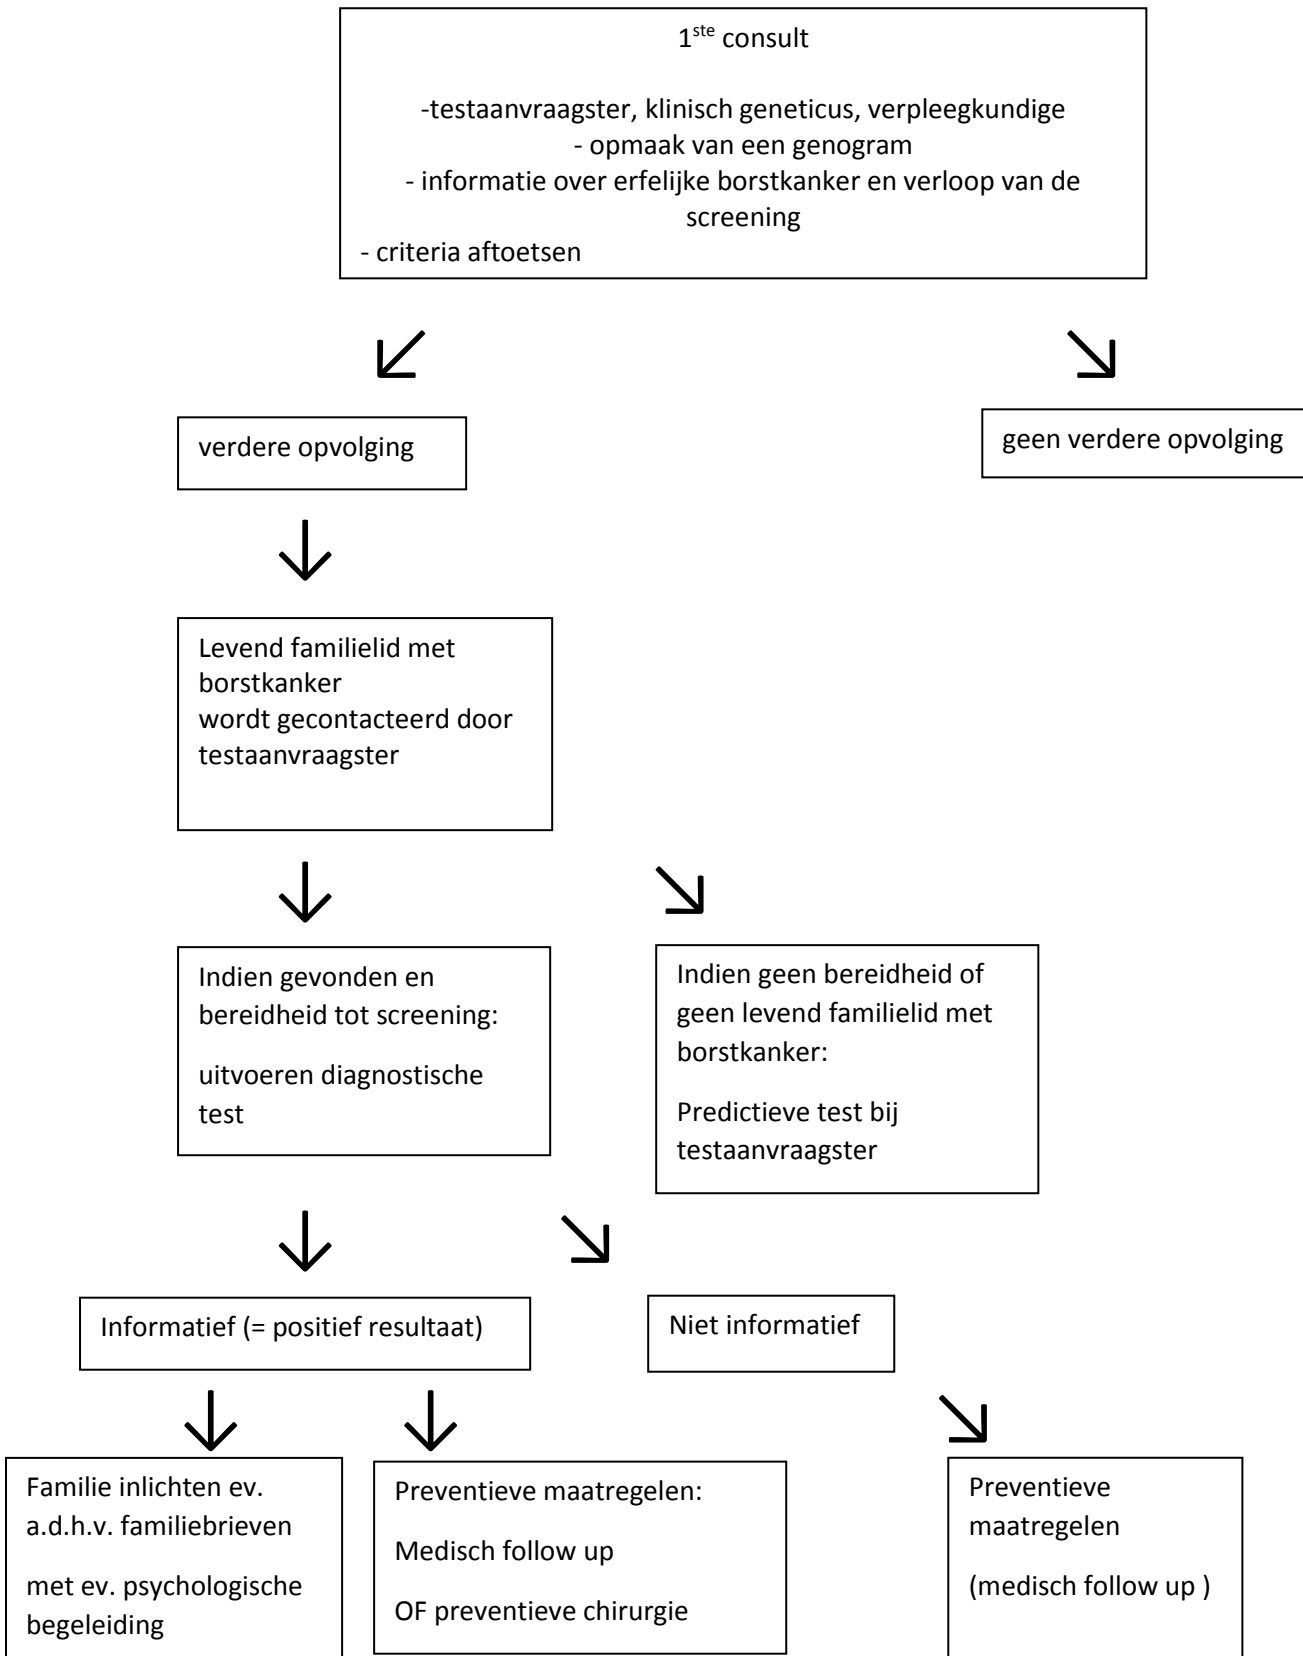 1ste consult
-testaanvraagster, klinisch geneticus, verpleegkundige
- opmaak van een genogram
- informatie over erfelijke borstkanker en verloop van de
screening
- criteria aftoetsen
verdere opvolging
geen verdere opvolging
Levend familielid met
borstkanker
wordt gecontacteerd door
testaanvraagster
Indien gevonden en
bereidheid tot screening:
uitvoeren diagnostische
test
Indien geen bereidheid of
geen levend familielid met
borstkanker:
Predictieve test bij
testaanvraagster
Informatief (= positief resultaat)
Niet informatief
Familie inlichten ev.
a.d.h.v. familiebrieven
met ev. psychologische
begeleiding
Preventieve maatregelen:
Medisch follow up
OF preventieve chirurgie
Preventieve
maatregelen
(medisch follow up )